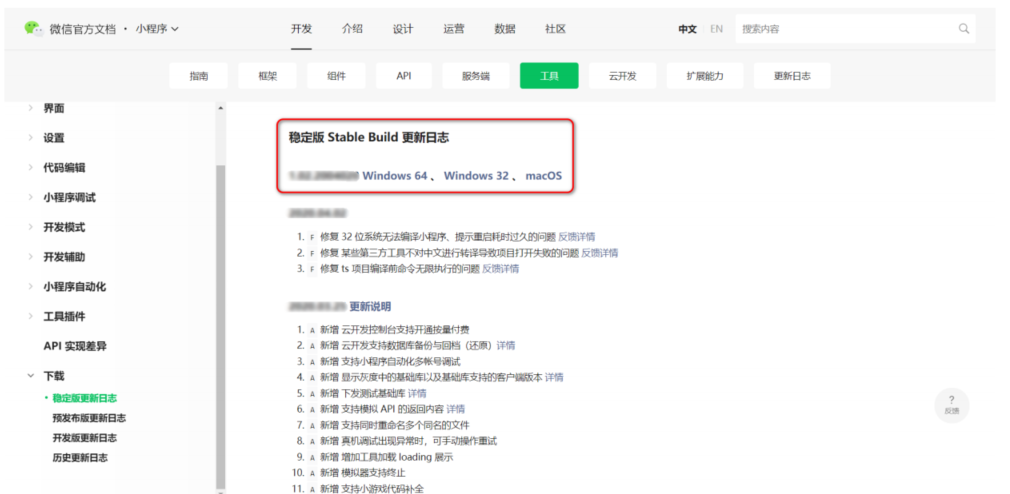 微信官方文档 · 小程序
开发 介绍 设计 运营 数据 社区
中文 EN 搜索内容
指南 框架 组件 API 服务端 工具 云开发 扩展能力 更新日志
界面
设置
代码编辑
小程序调试
开发模式
开发辅助
小程序自动化
工具插件
API 实现差异
下载
稳定版更新日志
预发布版更新日志
开发版更新日志
历史更新日志
稳定版 Stable Build 更新日志
Windows 64 、 Windows 32 、 macOS
1. F 修复 32 位系统无法编译小程序、提示重启耗时过久的问题 反馈详情
2. F 修复 某些第三方工具不对中文进行转译导致项目打开失败的问题 反馈详情
3. F 修复 ts 项目编译前命令无限执行的问题 反馈详情
更新说明
1. A 新增 云开发控制台支持开通按量付费
2. A 新增 云开发支持数据库备份与回档（还原）详情
3. A 新增 支持小程序自动化多帐号调试
4. A 新增 显示灰度中的基础库以及基础库支持的客户端版本 详情
5. A 新增 下发测试基础库 详情
6. A 新增 支持模拟 API 的返回内容 详情
7. A 新增 支持同时重命名多个同名的文件
8. A 新增 真机调试出现异常时，可手动操作重试
9. A 新增 增加工具加载 loading 展示
10. A 新增 模拟器支持终止
11. A 新增 支持小游戏代码补全
?
反馈